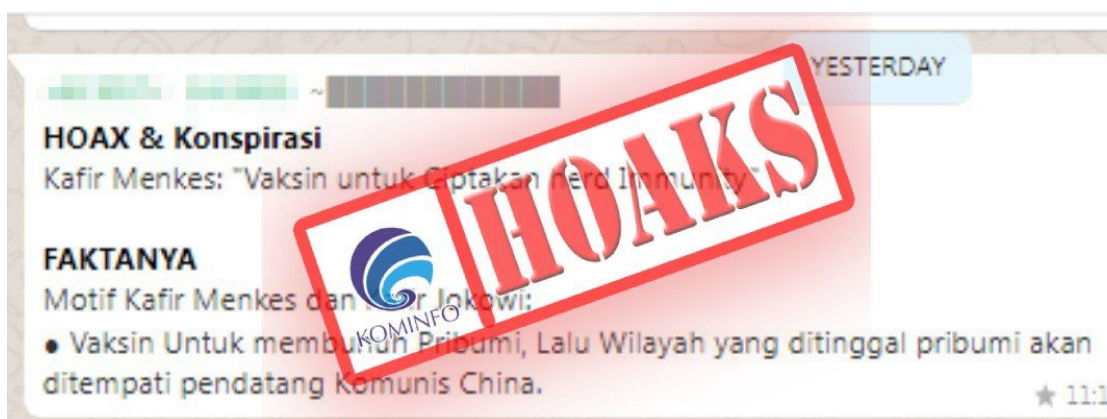 YESTERDAY
HOAX & Konspirasi
Kafir Menkes: "Vaksin untuk Ciptakan Herd Immunity"
HOAKS
FAKTANYA
Motif Kafir Menkes dan Jokowi:
KOMINFO
• Vaksin Untuk membunuh Pribumi, Lalu Wilayah yang ditinggal pribumi akan
ditempati pendatang Komunis China.